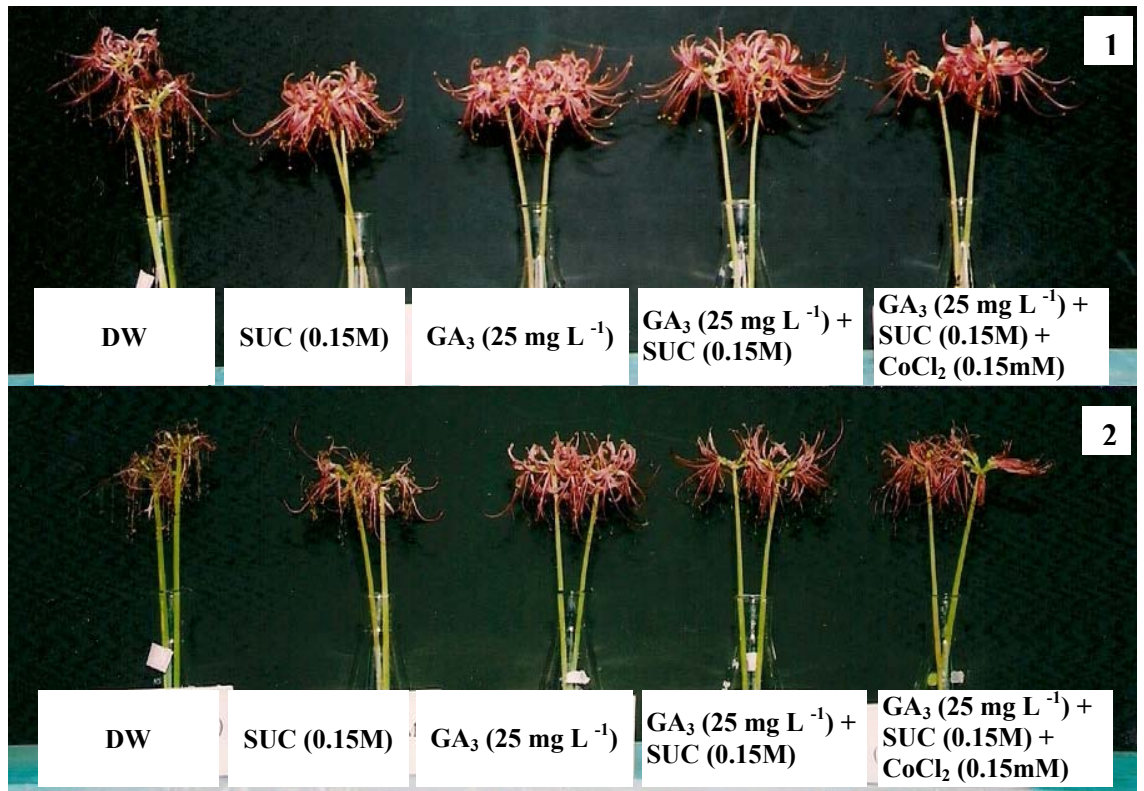 1
DW
SUC (0.15M)
GA₃ (25 mg L ⁻¹)
GA₃ (25 mg L ⁻¹) +
SUC (0.15M)
GA₃ (25 mg L ⁻¹) +
SUC (0.15M) +
CoCl₂ (0.15mM)
2
DW
SUC (0.15M)
GA₃ (25 mg L ⁻¹)
GA₃ (25 mg L ⁻¹) +
SUC (0.15M)
GA₃ (25 mg L ⁻¹) +
SUC (0.15M) +
CoCl₂ (0.15mM)